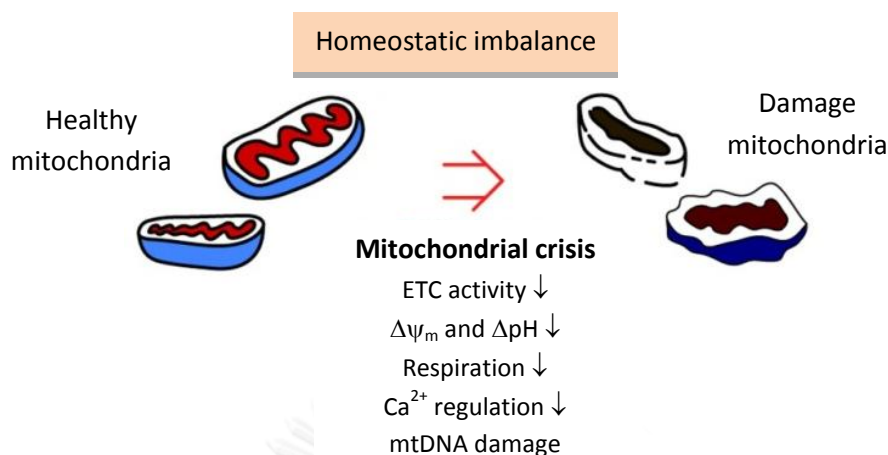 Homeostatic imbalance
Healthy
mitochondria
Damage
mitochondria
Mitochondrial crisis
ETC activity ↓
Δψm and ΔpH ↓
Respiration ↓
Ca²⁺ regulation ↓
mtDNA damage